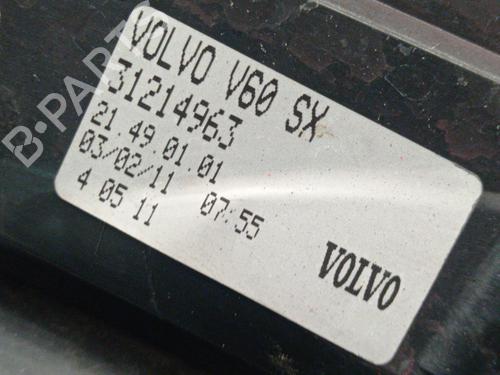 VOLVO V60 SX
31214963
21.49.01.01
03/02/11 07:55
4 05 11
VOLVO
B-PARTS